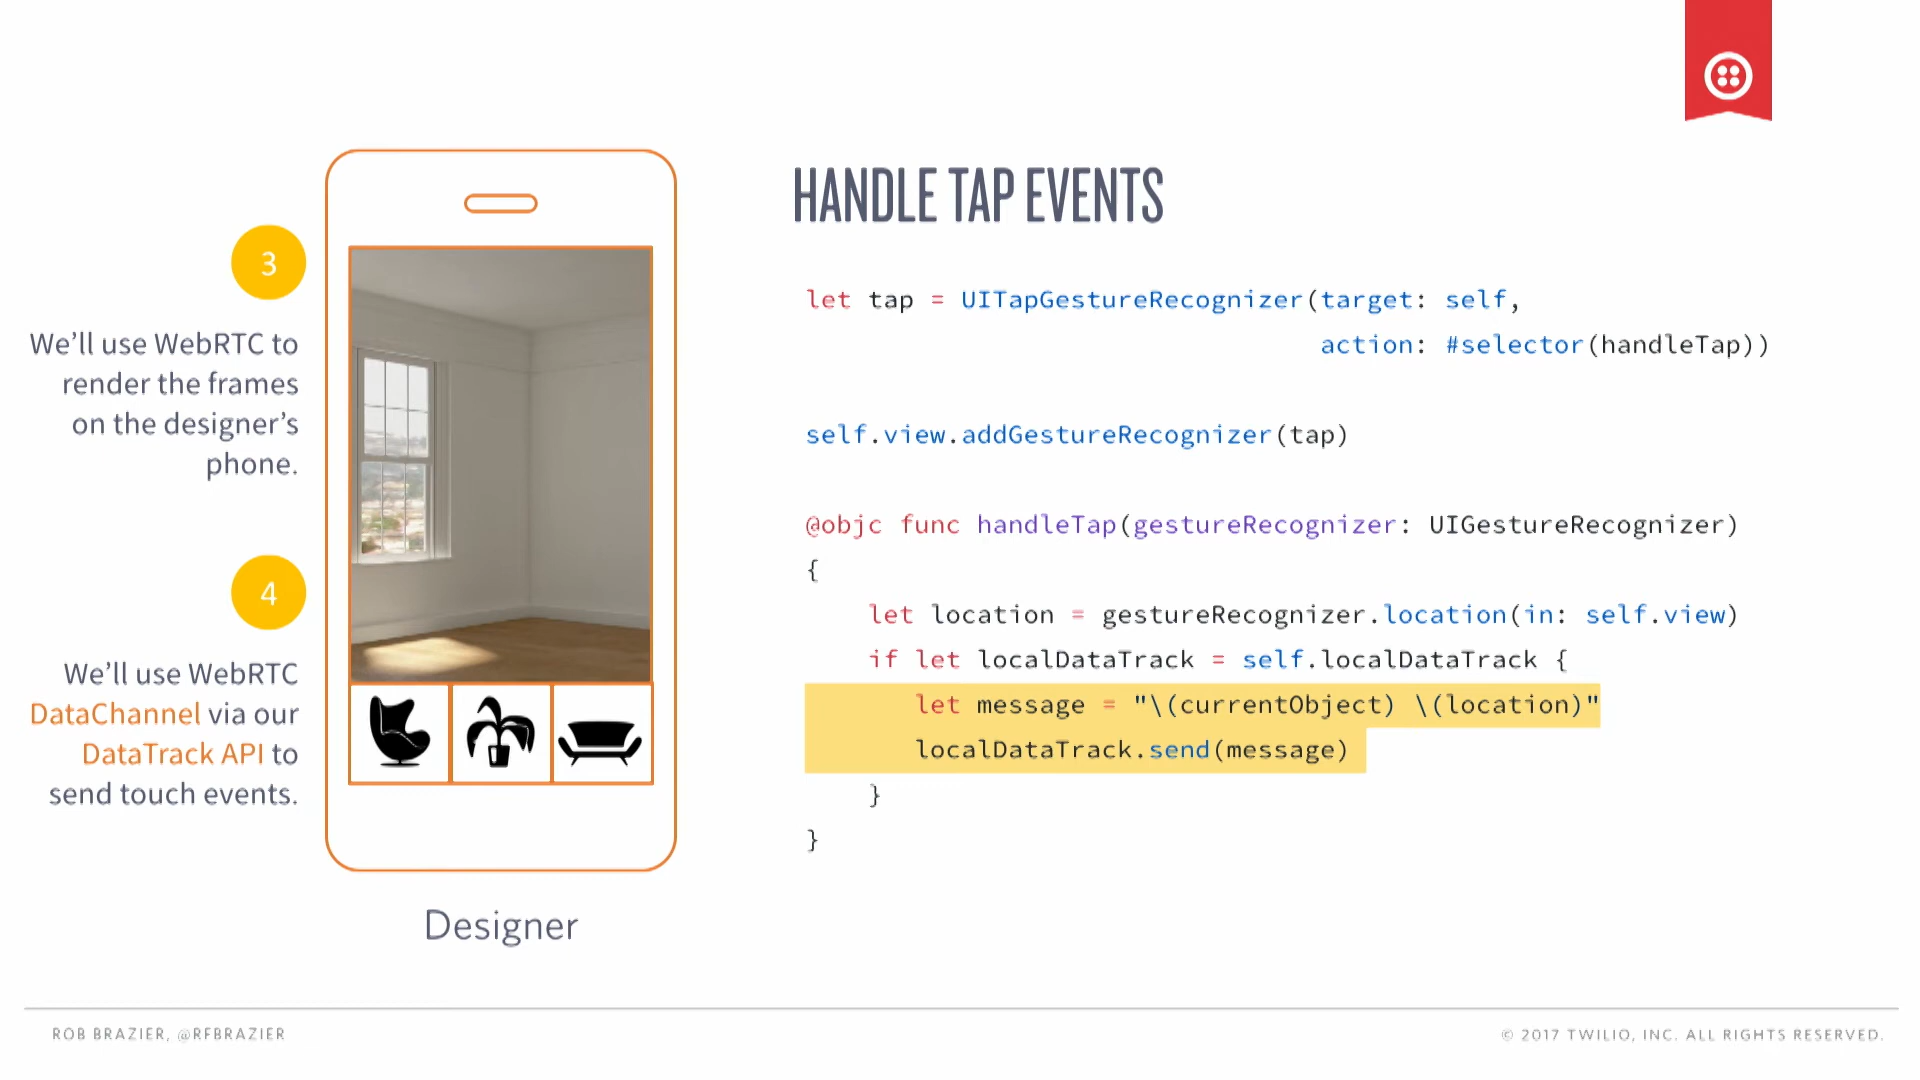 HANDLE TAP EVENTS
3
We’ll use WebRTC to
render the frames
on the designer’s
phone.
4
We’ll use WebRTC
DataChannel via our
DataTrack API to
send touch events.
Designer
let tap = UITapGestureRecognizer(target: self,
action: #selector(handleTap))
self.view.addGestureRecognizer(tap)
@objc func handleTap(gestureRecognizer: UIGestureRecognizer)
{
let location = gestureRecognizer.location(in: self.view)
if let localDataTrack = self.localDataTrack {
let message = "\(currentObject) \(location)"
localDataTrack.send(message)
}
}
ROB BRAZIER, @RFBRAZIER
© 2017 TWILIO, INC. ALL RIGHTS RESERVED.